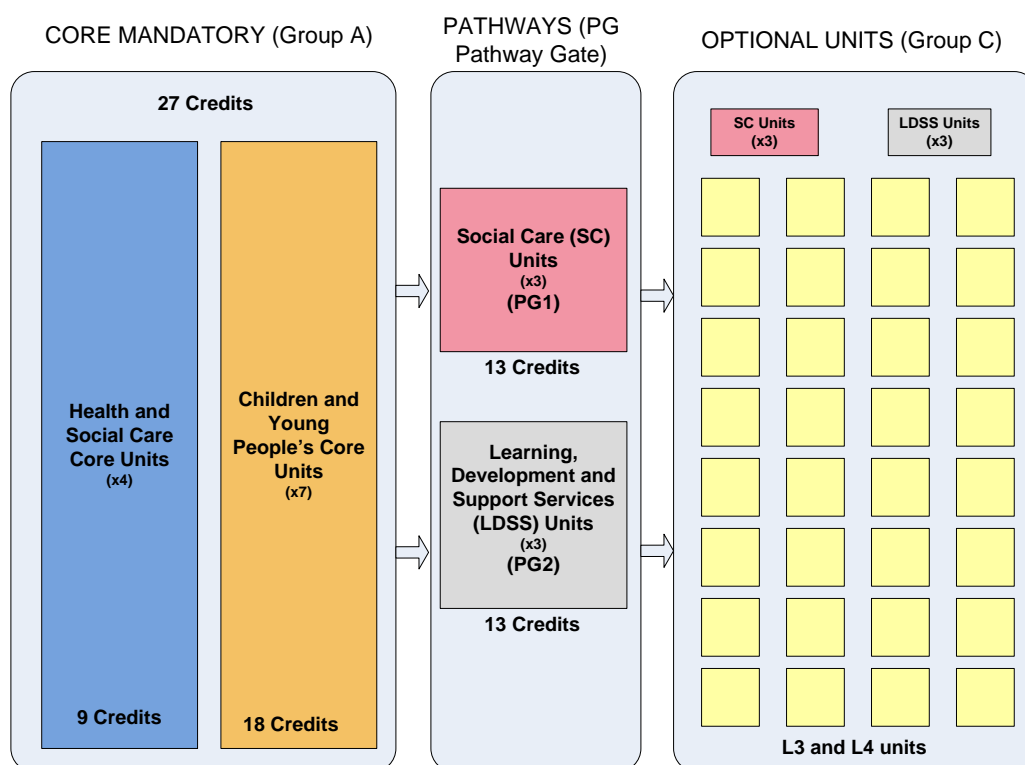 CORE MANDATORY (Group A)
27 Credits
Health and
Social Care
Core Units
(x4)
9 Credits
Children and
Young
People’s Core
Units
(x7)
18 Credits
PATHWAYS (PG
Pathway Gate)
Social Care (SC)
Units
(x3)
(PG1)
13 Credits
Learning,
Development and
Support Services
(LDSS) Units
(x3)
(PG2)
13 Credits
OPTIONAL UNITS (Group C)
SC Units
(x3)
LDSS Units
(x3)
L3 and L4 units